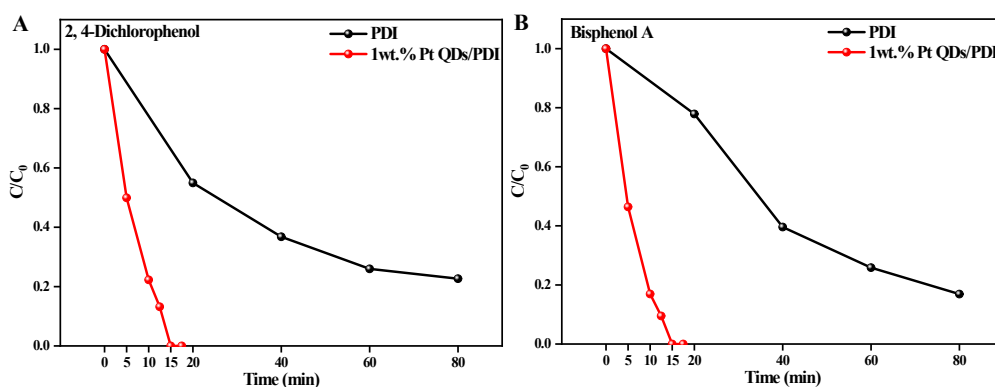 A
2, 4-Dichlorophenol
PDI
1wt.% Pt QDs/PDI
C/C0
1.0
0.8
0.6
0.4
0.2
0.0
0 5 10 15 20 40 60 80
Time (min)
B
Bisphenol A
PDI
1wt.% Pt QDs/PDI
C/C0
1.0
0.8
0.6
0.4
0.2
0.0
0 5 10 15 20 40 60 80
Time (min)